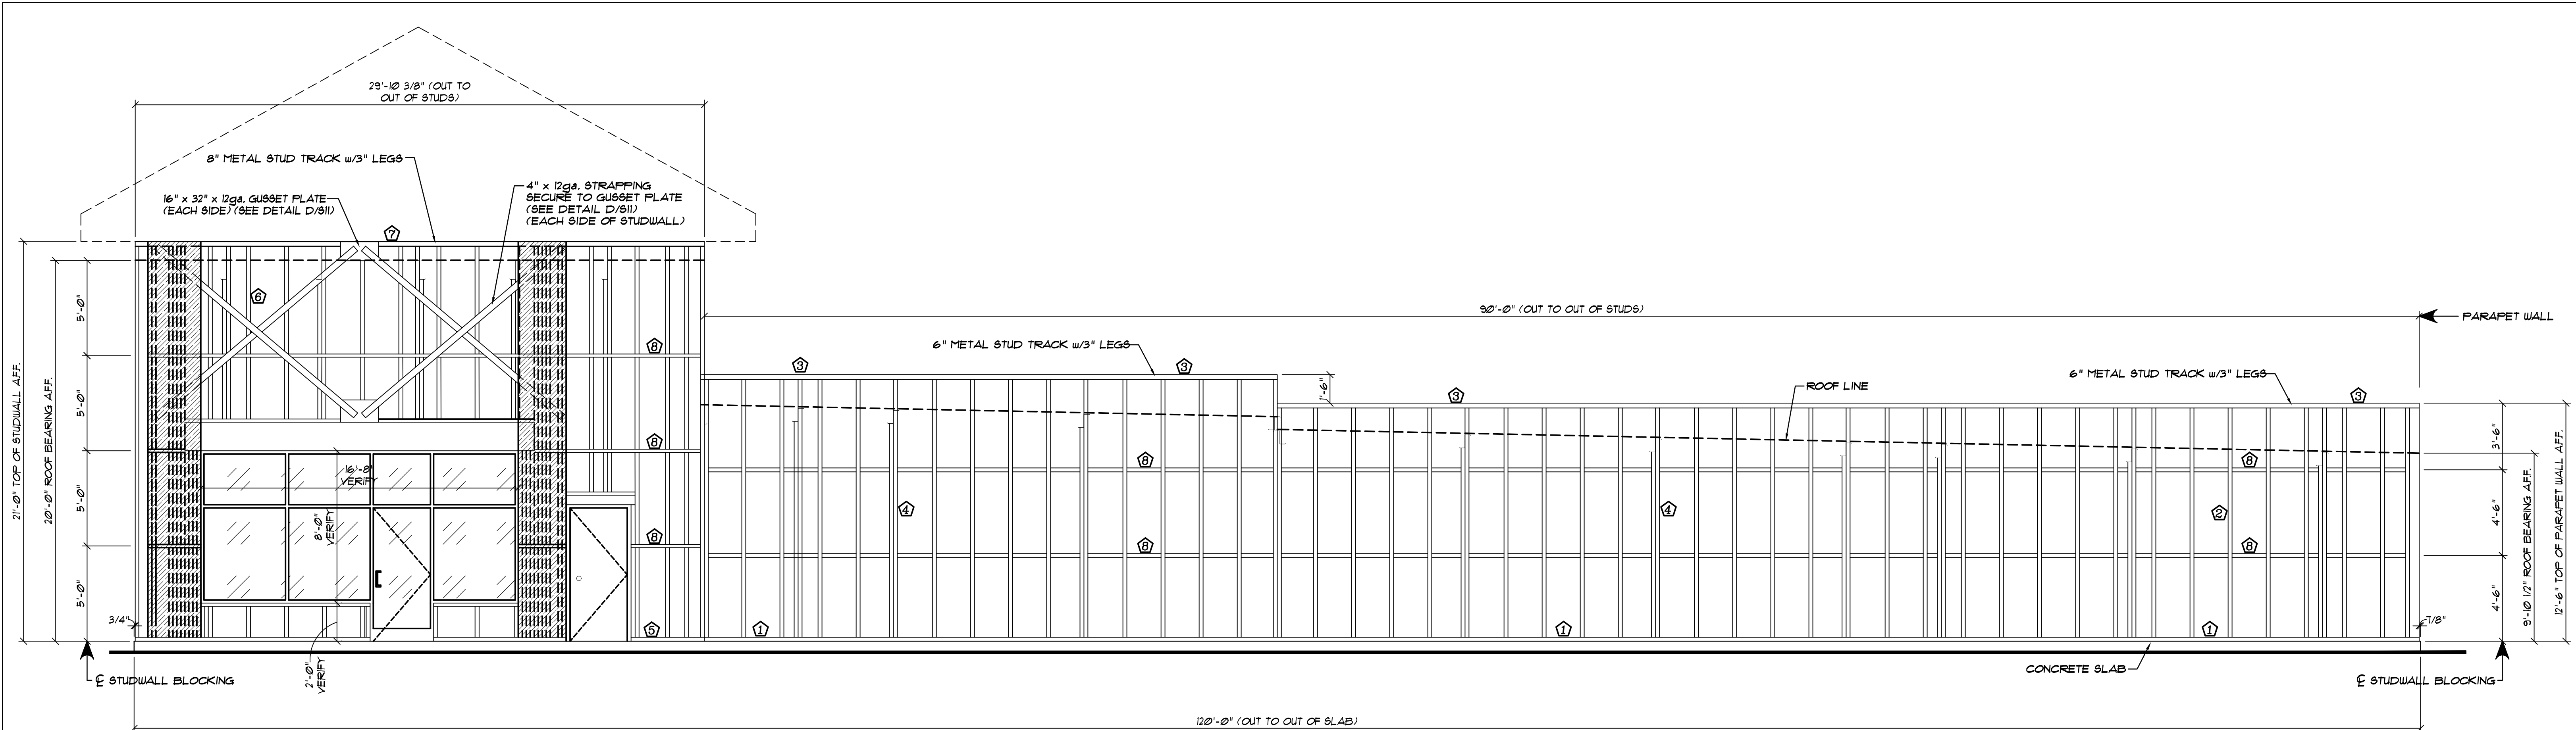 29'-10 3/8" (OUT TO
OUT OF STUDS)
8" METAL STUD TRACK w/3" LEGS
16" x 32" x 12ga. GUSSET PLATE
(EACH SIDE) (SEE DETAIL D/S11)
4" x 12ga. STRAPPING
SECURE TO GUSSET PLATE
(SEE DETAIL D/S11)
(EACH SIDE OF STUDWALL)
7
6
21'-0" TOP OF STUDWALL A.F.F.
20'-0" ROOF BEARING A.F.F.
5'-0"
5'-0"
5'-0"
5'-0"
3/4"
8
8
8
16'-8"
VERIFY
8'-0"
VERIFY
2'-0"
VERIFY
5
℄ STUDWALL BLOCKING
90'-0" (OUT TO OUT OF STUDS)
PARAPET WALL
6" METAL STUD TRACK w/3" LEGS
3
3
1'-6"
3
ROOF LINE
6" METAL STUD TRACK w/3" LEGS
3
8
8
4
4
2
8
8
1
1
1
3'-6"
4'-6"
4'-6"
9'-10 1/2" ROOF BEARING A.F.F.
12'-6" TOP OF PARAPET WALL A.F.F.
7/8"
CONCRETE SLAB
℄ STUDWALL BLOCKING
120'-0" (OUT TO OUT OF SLAB)